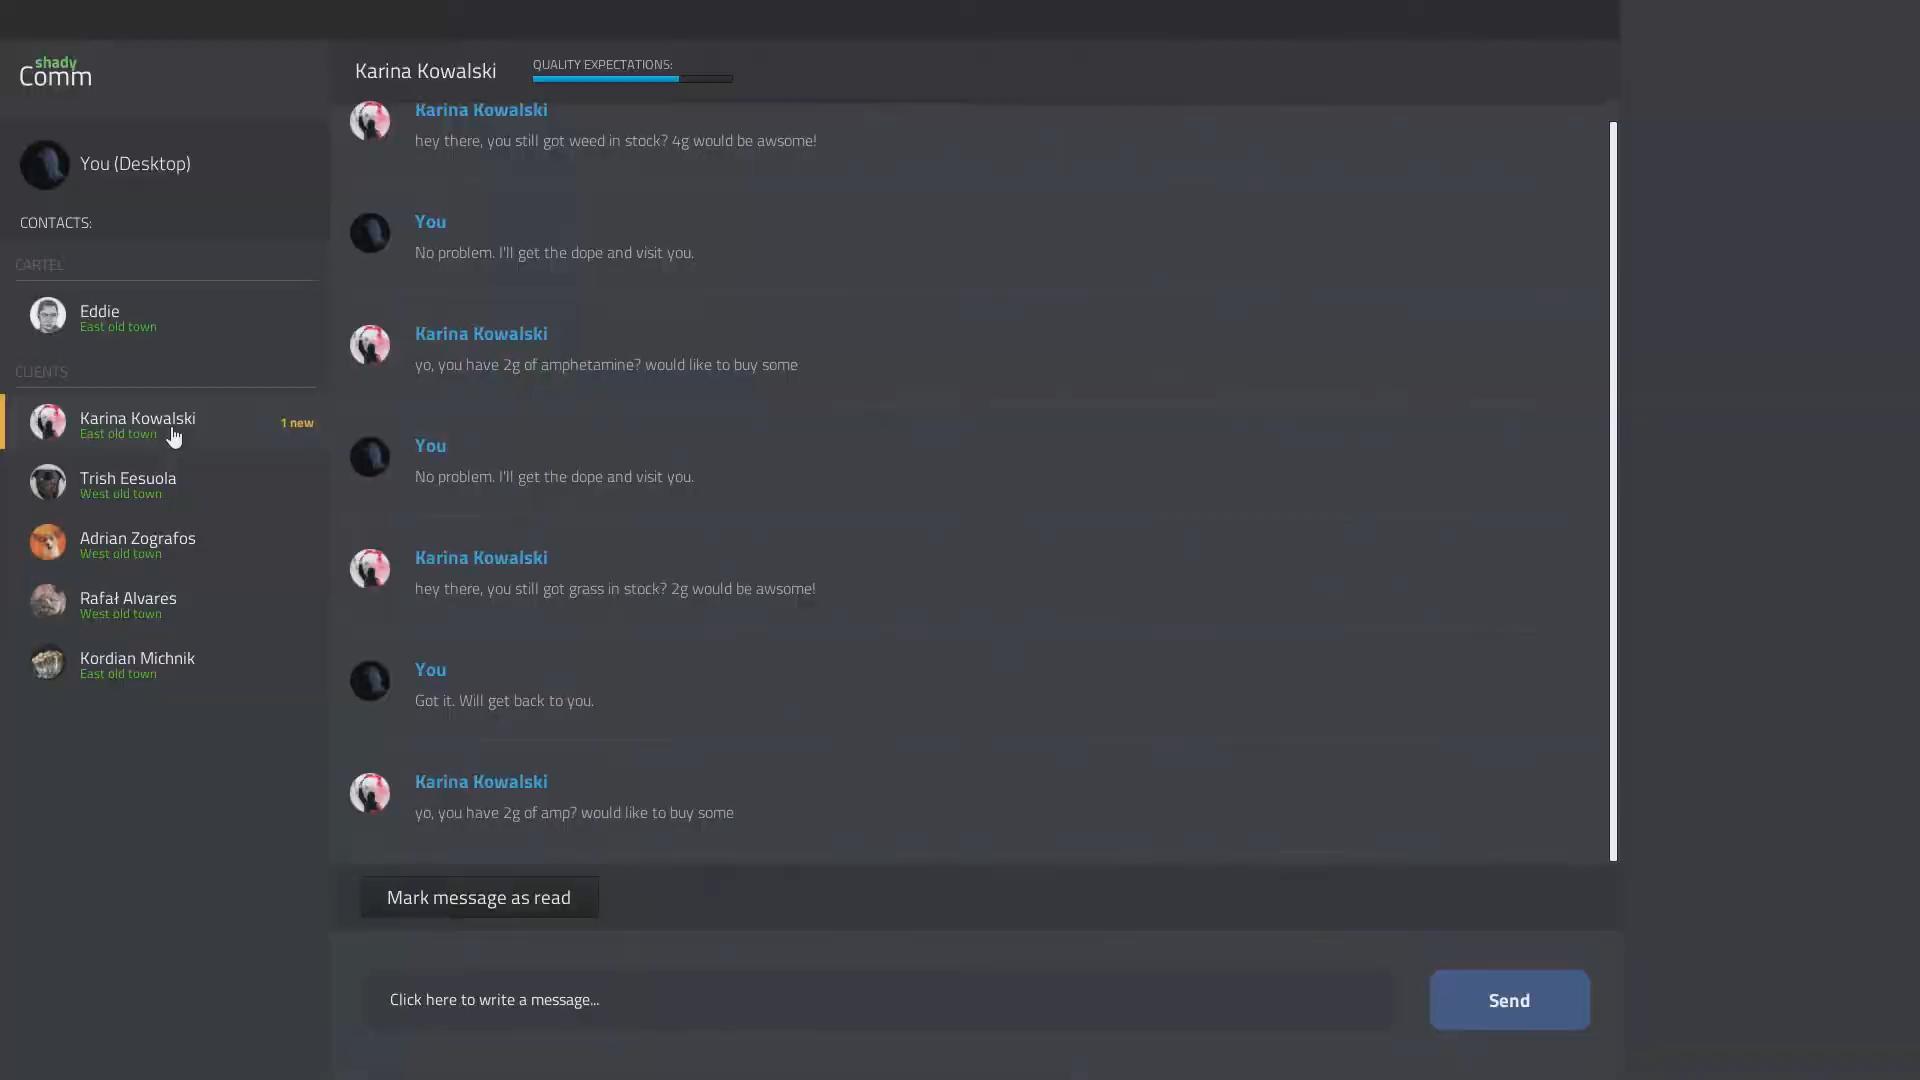 shady
Comm
You (Desktop)
CONTACTS:
CARTEL
Eddie
East old town
CLIENTS
Karina Kowalski
East old town
1 new
Trish Eesuola
West old town
Adrian Zografos
West old town
Rafał Alvares
West old town
Kordian Michnik
East old town
Karina Kowalski
QUALITY EXPECTATIONS:
Karina Kowalski
hey there, you still got weed in stock? 4g would be awsome!
You
No problem. I'll get the dope and visit you.
Karina Kowalski
yo, you have 2g of amphetamine? would like to buy some
You
No problem. I'll get the dope and visit you.
Karina Kowalski
hey there, you still got grass in stock? 2g would be awsome!
You
Got it. Will get back to you.
Karina Kowalski
yo, you have 2g of amp? would like to buy some
Mark message as read
Click here to write a message...
Send